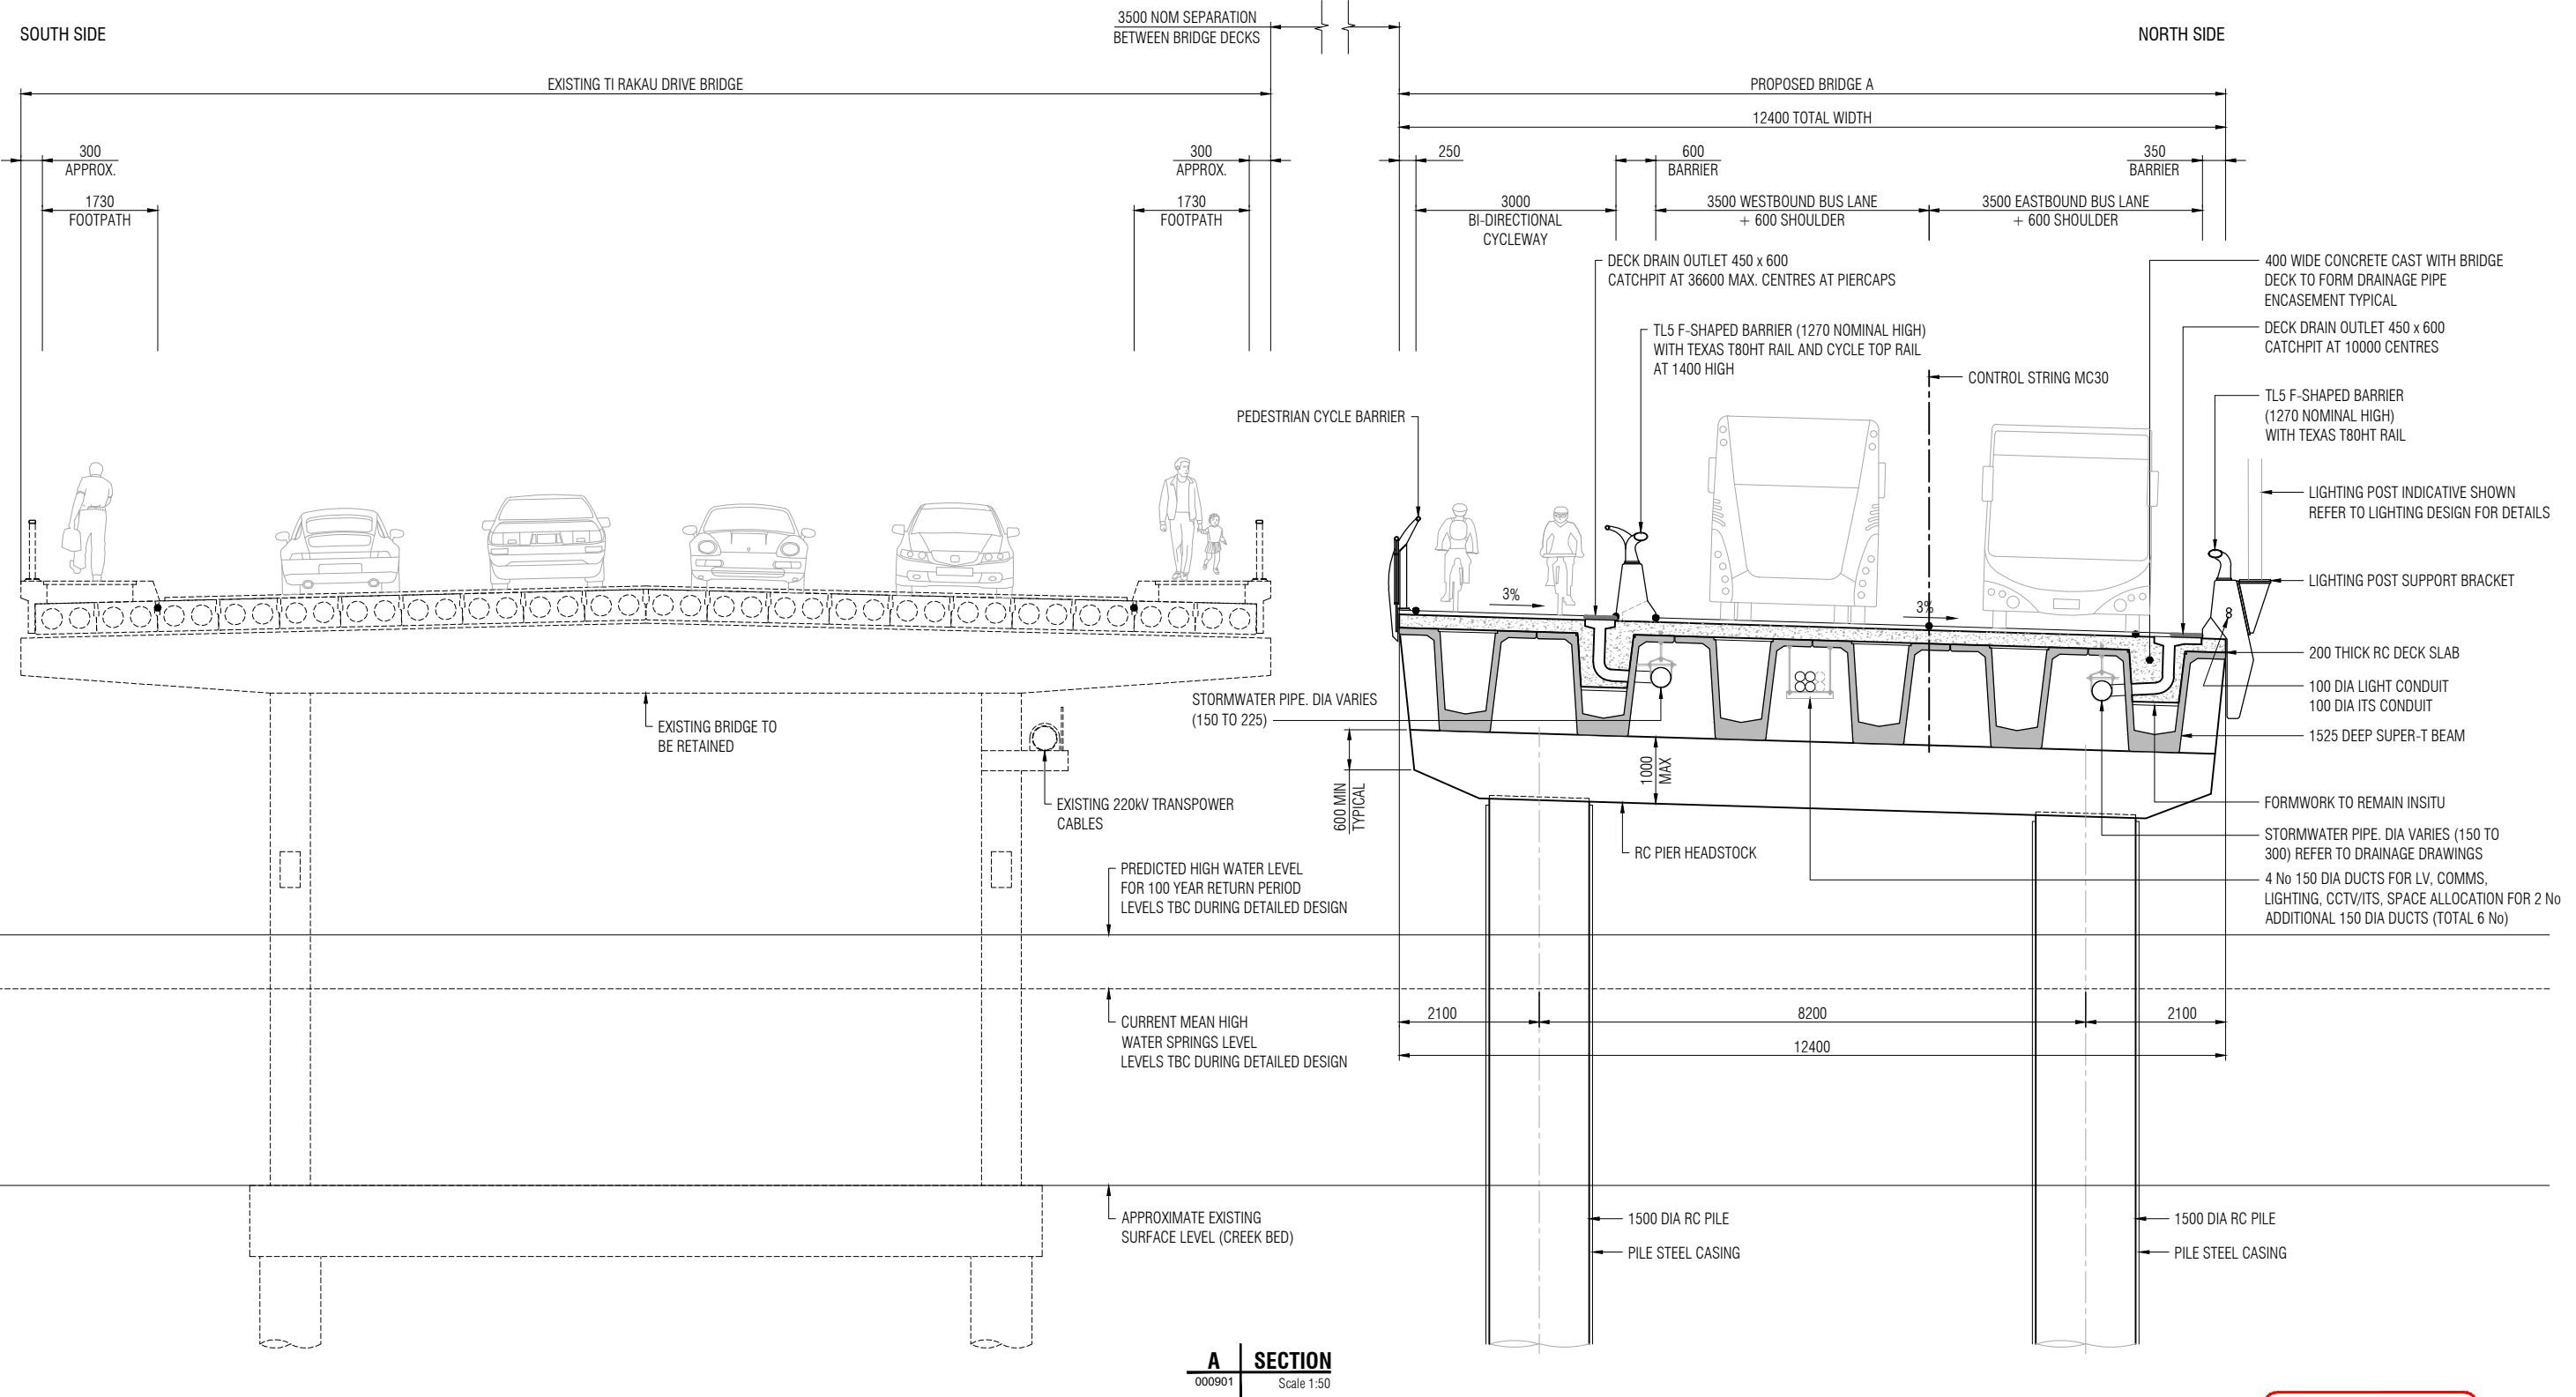 SOUTH SIDE
3500 NOM SEPARATION
BETWEEN BRIDGE DECKS
NORTH SIDE
EXISTING TI RAKAU DRIVE BRIDGE
PROPOSED BRIDGE A
12400 TOTAL WIDTH
300
APPROX.
1730
FOOTPATH
300
APPROX.
1730
FOOTPATH
250
600
BARRIER
350
BARRIER
3000
BI-DIRECTIONAL
CYCLEWAY
3500 WESTBOUND BUS LANE
+ 600 SHOULDER
3500 EASTBOUND BUS LANE
+ 600 SHOULDER
DECK DRAIN OUTLET 450 x 600
CATCHPIT AT 36600 MAX. CENTRES AT PIERCAPS
TL5 F-SHAPED BARRIER (1270 NOMINAL HIGH)
WITH TEXAS T80HT RAIL AND CYCLE TOP RAIL
AT 1400 HIGH
CONTROL STRING MC30
PEDESTRIAN CYCLE BARRIER
400 WIDE CONCRETE CAST WITH BRIDGE
DECK TO FORM DRAINAGE PIPE
ENCASEMENT TYPICAL
DECK DRAIN OUTLET 450 x 600
CATCHPIT AT 10000 CENTRES
TL5 F-SHAPED BARRIER
(1270 NOMINAL HIGH)
WITH TEXAS T80HT RAIL
LIGHTING POST INDICATIVE SHOWN
REFER TO LIGHTING DESIGN FOR DETAILS
LIGHTING POST SUPPORT BRACKET
3%
3%
200 THICK RC DECK SLAB
100 DIA LIGHT CONDUIT
100 DIA ITS CONDUIT
1525 DEEP SUPER-T BEAM
FORMWORK TO REMAIN INSITU
STORMWATER PIPE. DIA VARIES (150 TO
300) REFER TO DRAINAGE DRAWINGS
4 No 150 DIA DUCTS FOR LV, COMMS,
LIGHTING, CCTV/ITS, SPACE ALLOCATION FOR 2 No
ADDITIONAL 150 DIA DUCTS (TOTAL 6 No)
STORMWATER PIPE. DIA VARIES
(150 TO 225)
EXISTING BRIDGE TO
BE RETAINED
600 MIN
TYPICAL
1000
MAX
EXISTING 220kV TRANSPOWER
CABLES
RC PIER HEADSTOCK
PREDICTED HIGH WATER LEVEL
FOR 100 YEAR RETURN PERIOD
LEVELS TBC DURING DETAILED DESIGN
CURRENT MEAN HIGH
WATER SPRINGS LEVEL
LEVELS TBC DURING DETAILED DESIGN
2100
8200
2100
12400
APPROXIMATE EXISTING
SURFACE LEVEL (CREEK BED)
1500 DIA RC PILE
PILE STEEL CASING
1500 DIA RC PILE
PILE STEEL CASING
A SECTION
000901 Scale 1:50